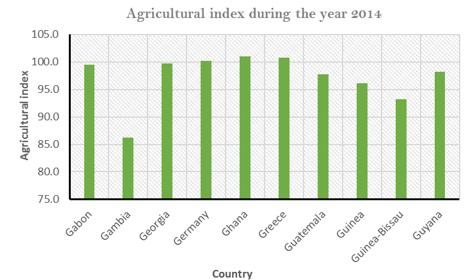 Agricultural index during the year 2014
105.0
100.0
95.0
90.0
85.0
80.0
75.0
Agricultural index
Gabon
Gambia
Georgia
Germany
Ghana
Greece
Guatemala
Guinea
Guinea-Bissau
Guyana
Country